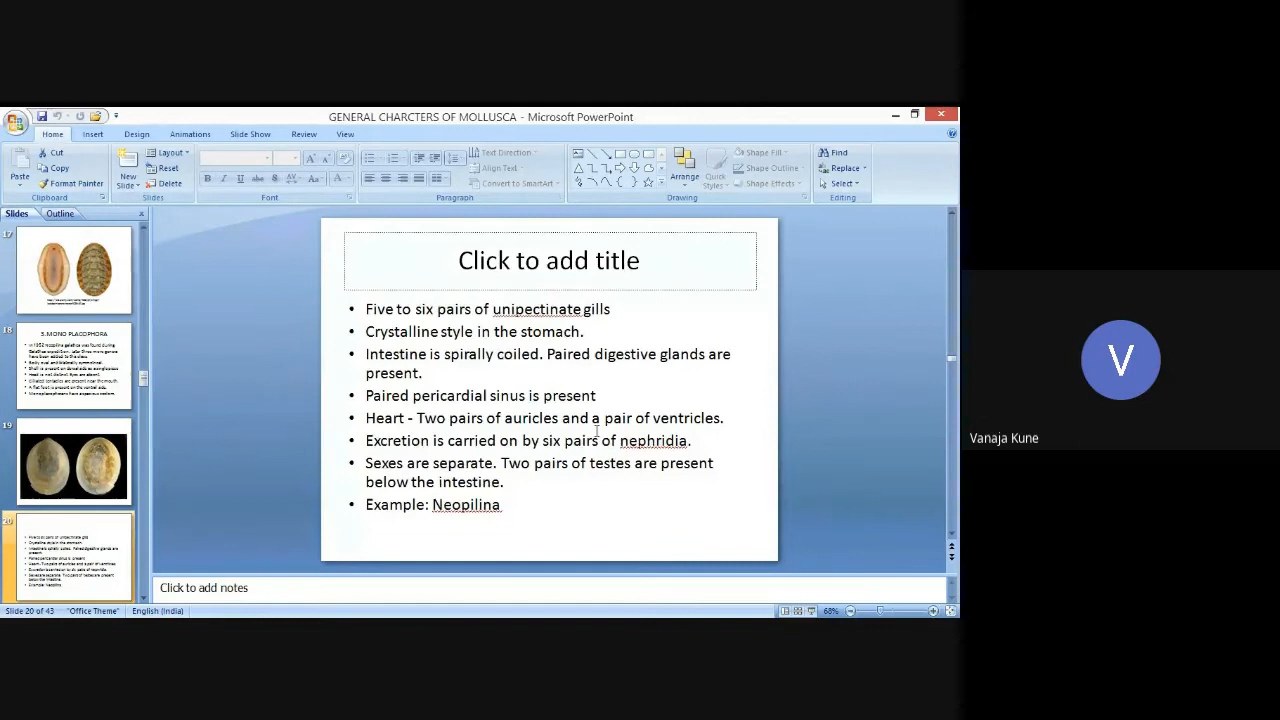 GENERAL CHARCTERS OF MOLLUSCA - Microsoft PowerPoint
Home Insert Design Animations Slide Show Review View
Paste
Cut
Copy
Format Painter
Clipboard
New
Slide
Layout
Reset
Delete
Slides
Font
Text Direction
Align Text
Convert to SmartArt
Paragraph
Arrange
Quick
Styles
Shape Fill
Shape Outline
Shape Effects
Drawing
Find
Replace
Select
Editing
Slides Outline
17
18
3.MONO PLACOPHORA
19
20
Click to add title
• Five to six pairs of unipectinate gills
• Crystalline style in the stomach.
• Intestine is spirally coiled. Paired digestive glands are
present.
• Paired pericardial sinus is present
• Heart - Two pairs of auricles and a pair of ventricles.
• Excretion is carried on by six pairs of nephridia.
• Sexes are separate. Two pairs of testes are present
below the intestine.
• Example: Neopilina
Click to add notes
Slide 20 of 43 "Office Theme" English (India) 68%
V
Vanaja Kune